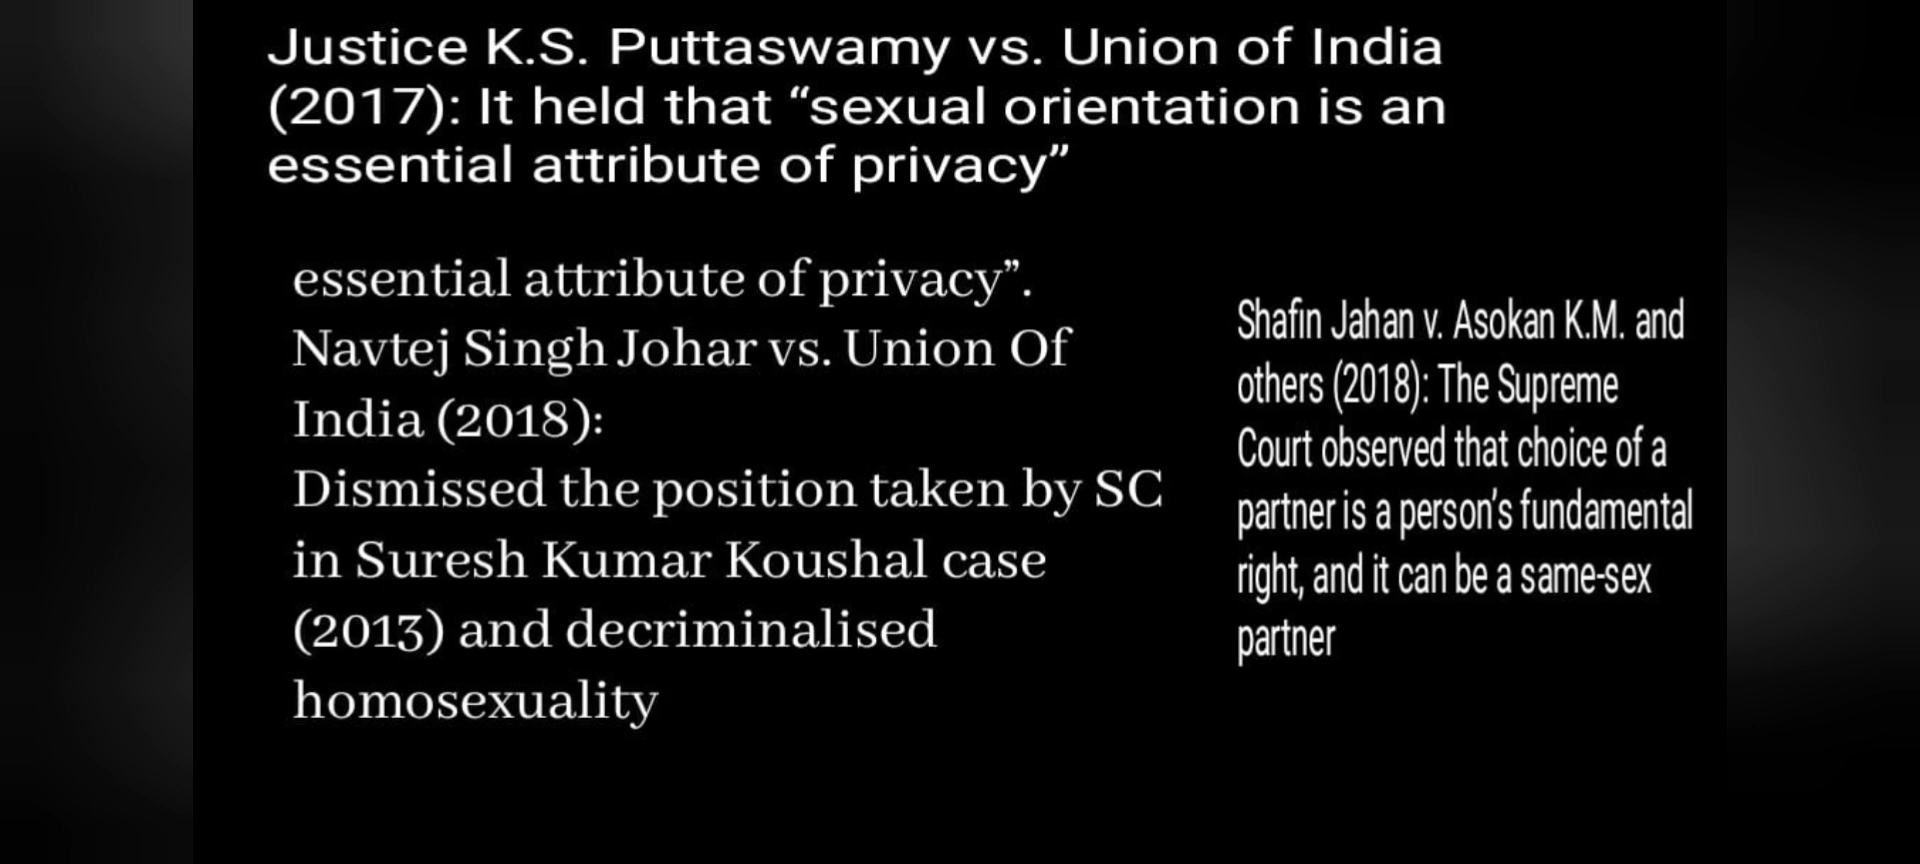 Justice K.S. Puttaswamy vs. Union of India
(2017): It held that “sexual orientation is an
essential attribute of privacy”
essential attribute of privacy”.
Navtej Singh Johar vs. Union Of
India (2018):
Dismissed the position taken by SC
in Suresh Kumar Koushal case
(2013) and decriminalised
homosexuality
Shafin Jahan v. Asokan K.M. and
others (2018): The Supreme
Court observed that choice of a
partner is a person’s fundamental
right, and it can be a same-sex
partner